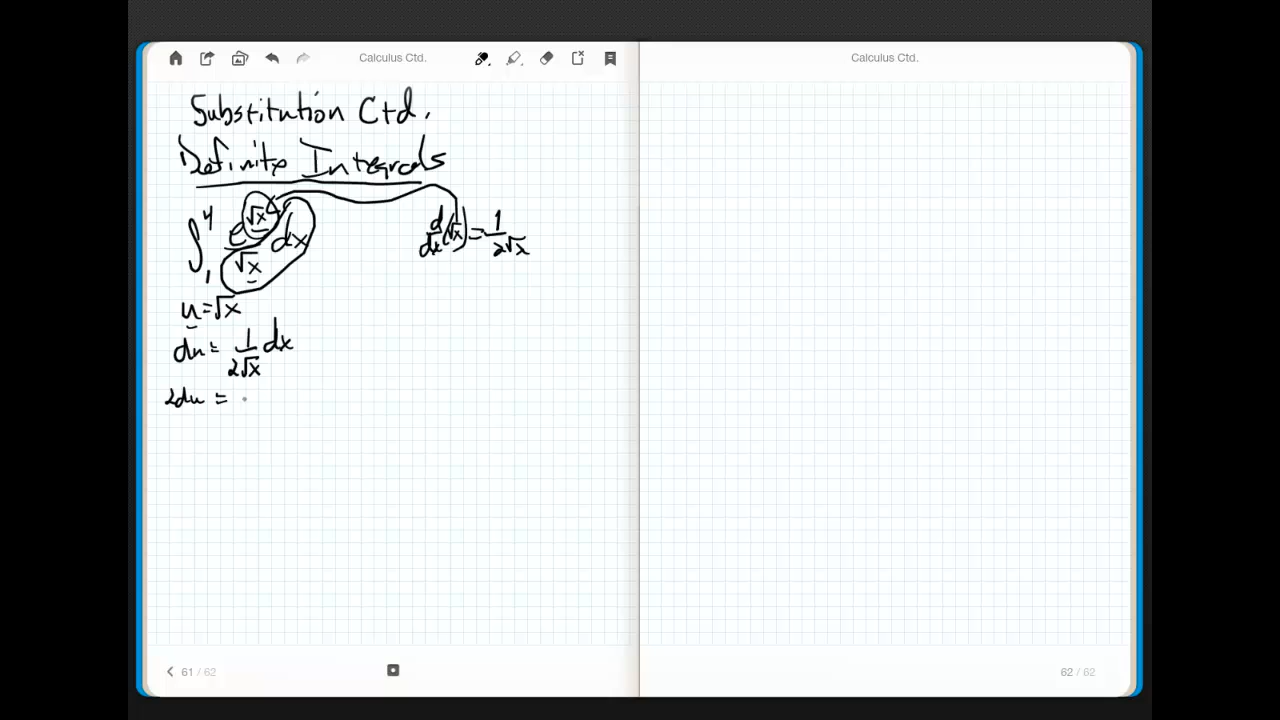 Calculus Ctd.
Substitution Ctd.
Definite Integrals
∫₁⁴ e^√x / √x dx
d/dx (√x) = 1 / 2√x
u = √x
du = 1 / 2√x dx
2du =
61 / 62
Calculus Ctd.
62 / 62